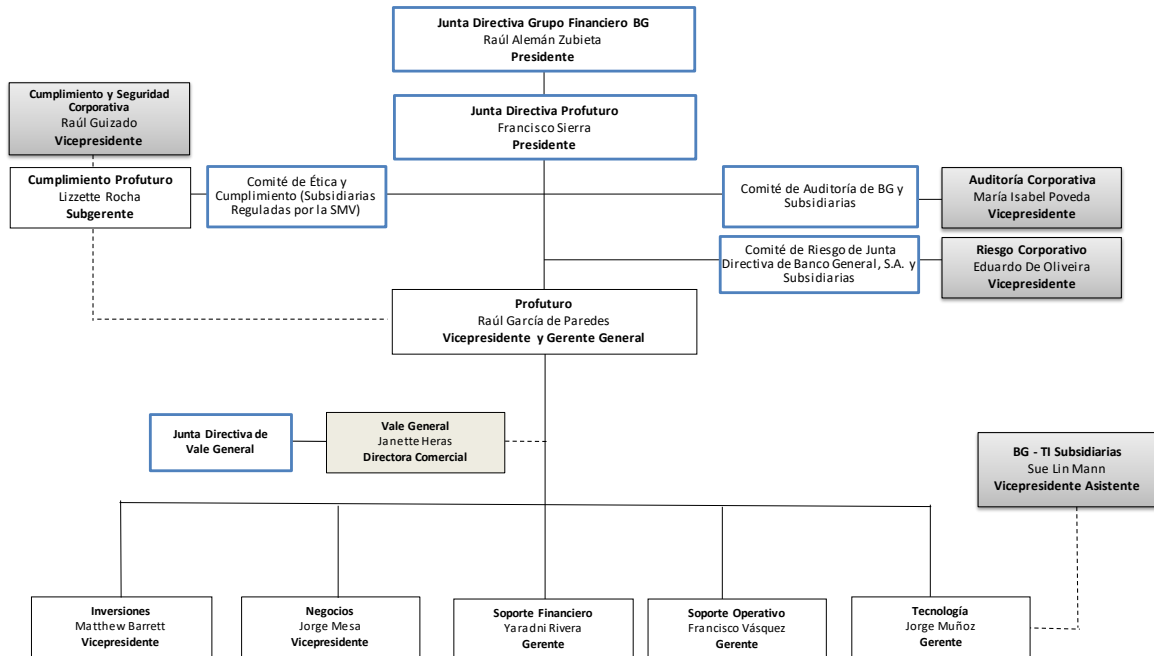 Junta Directiva Grupo Financiero BG
Raúl Alemán Zubieta
Presidente
Cumplimiento y Seguridad
Corporativa
Raúl Guizado
Vicepresidente
Junta Directiva Profuturo
Francisco Sierra
Presidente
Cumplimiento Profuturo
Lizzette Rocha
Subgerente
Comité de Ética y
Cumplimiento (Subsidiarias
Reguladas por la SMV)
Comité de Auditoría de BG y
Subsidiarias
Auditoría Corporativa
María Isabel Poveda
Vicepresidente
Comité de Riesgo de Junta
Directiva de Banco General, S.A. y
Subsidiarias
Riesgo Corporativo
Eduardo De Oliveira
Vicepresidente
Profuturo
Raúl García de Paredes
Vicepresidente y Gerente General
Junta Directiva de
Vale General
Vale General
Janette Heras
Directora Comercial
BG - TI Subsidiarias
Sue Lin Mann
Vicepresidente Asistente
Inversiones
Matthew Barrett
Vicepresidente
Negocios
Jorge Mesa
Vicepresidente
Soporte Financiero
Yaradni Rivera
Gerente
Soporte Operativo
Francisco Vásquez
Gerente
Tecnología
Jorge Muñoz
Gerente